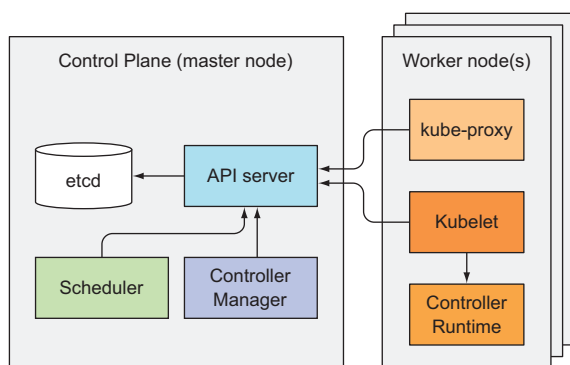 Control Plane (master node)
Worker node(s)
kube-proxy
etcd
API server
Kubelet
Scheduler
Controller
Manager
Controller
Runtime